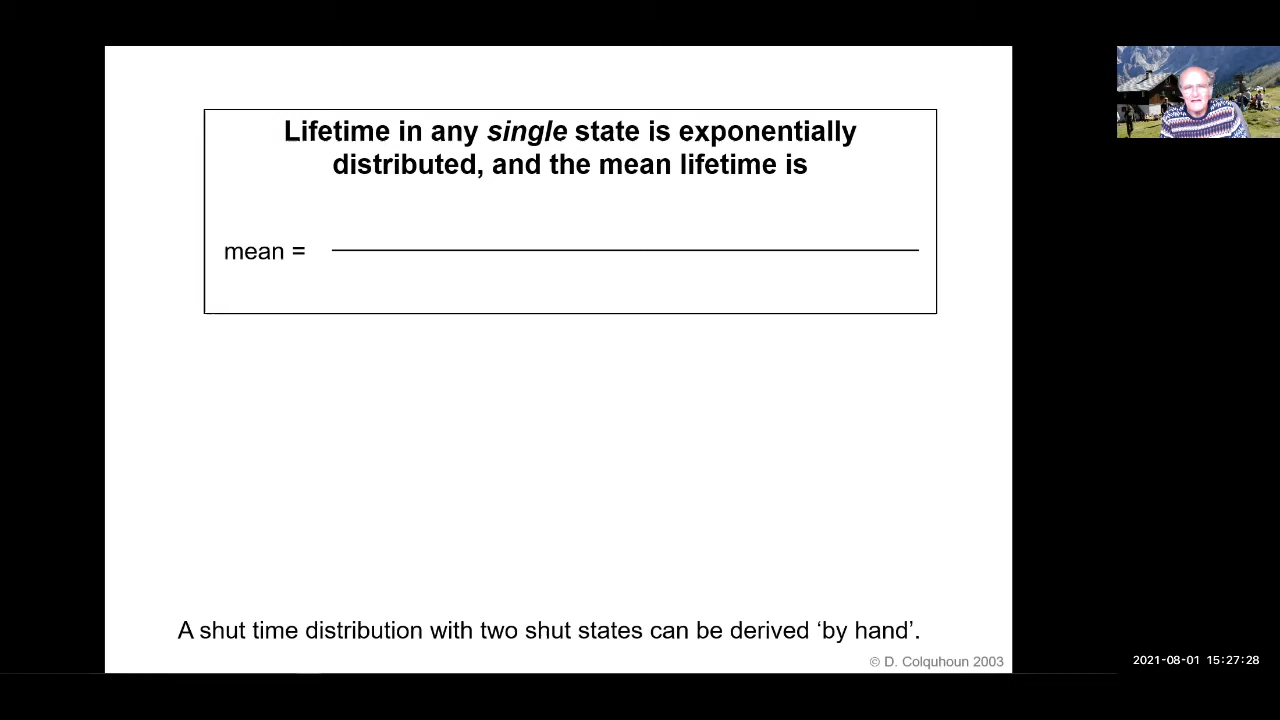 Lifetime in any single state is exponentially
distributed, and the mean lifetime is
mean =
A shut time distribution with two shut states can be derived ‘by hand’.
© D. Colquhoun 2003
2021-08-01 15:27:28